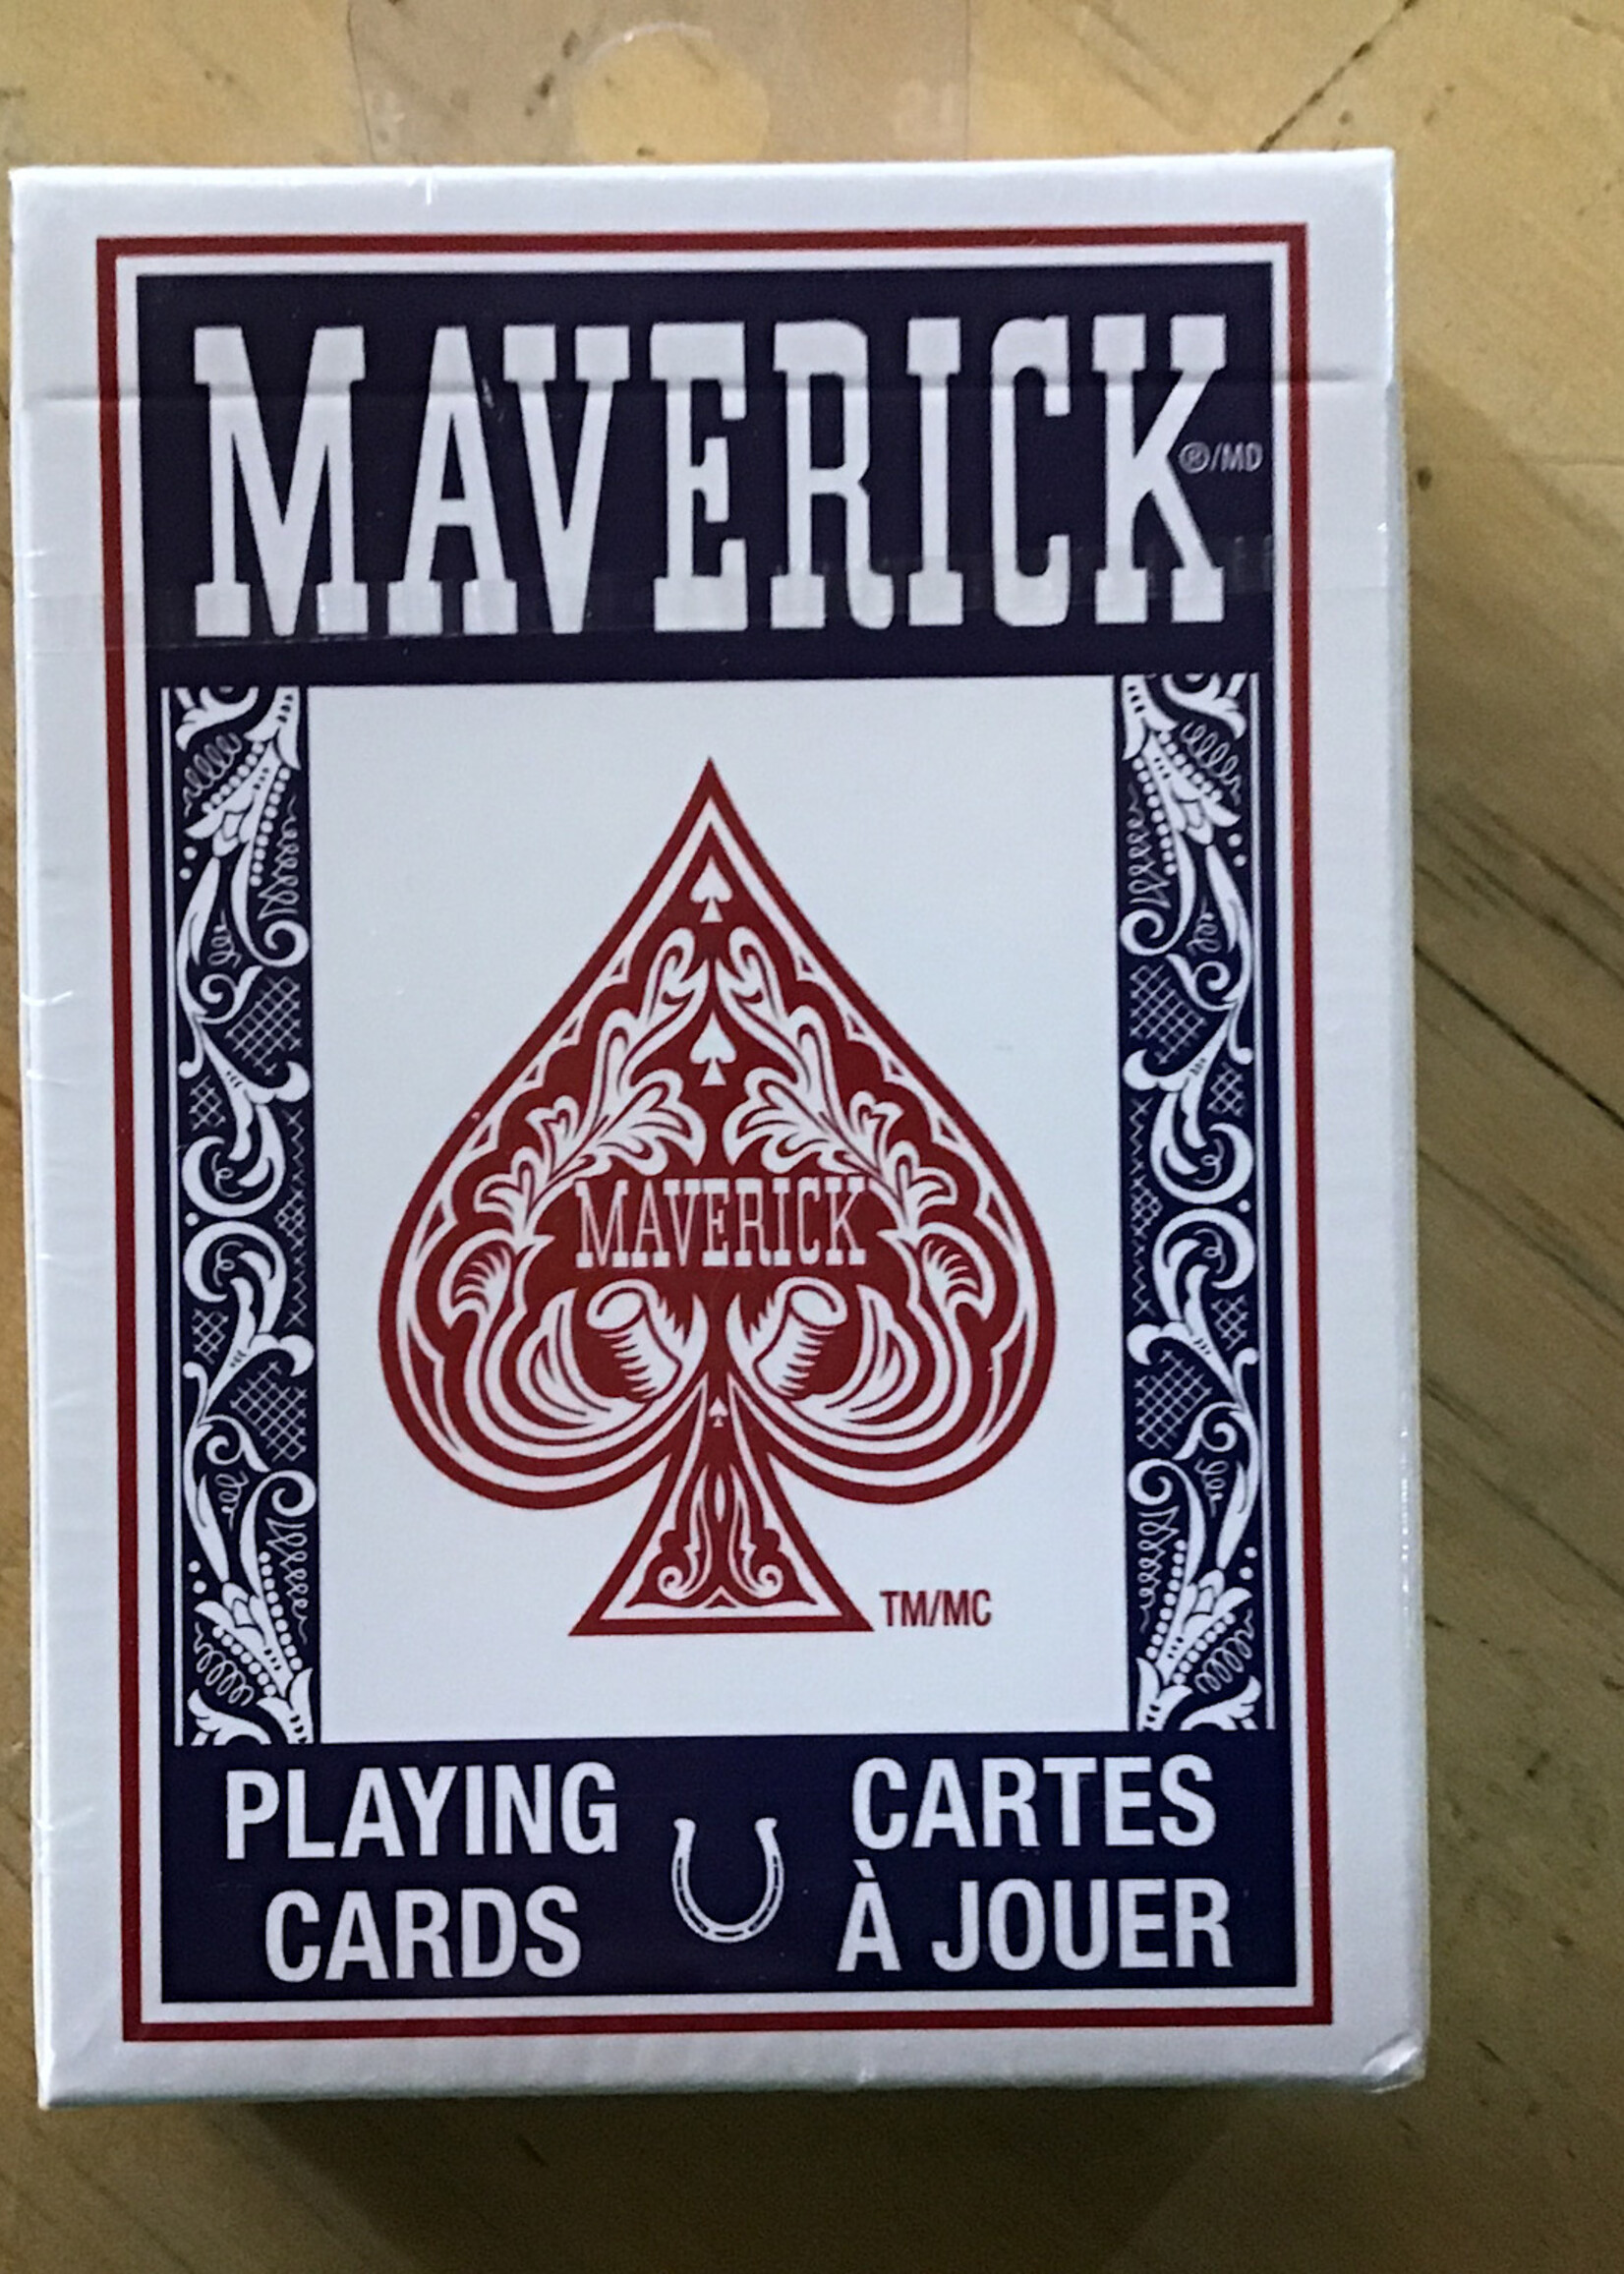 MAVERICK
®/MD
MAVERICK
TM/MC
PLAYING
CARDS
CARTES
À JOUER